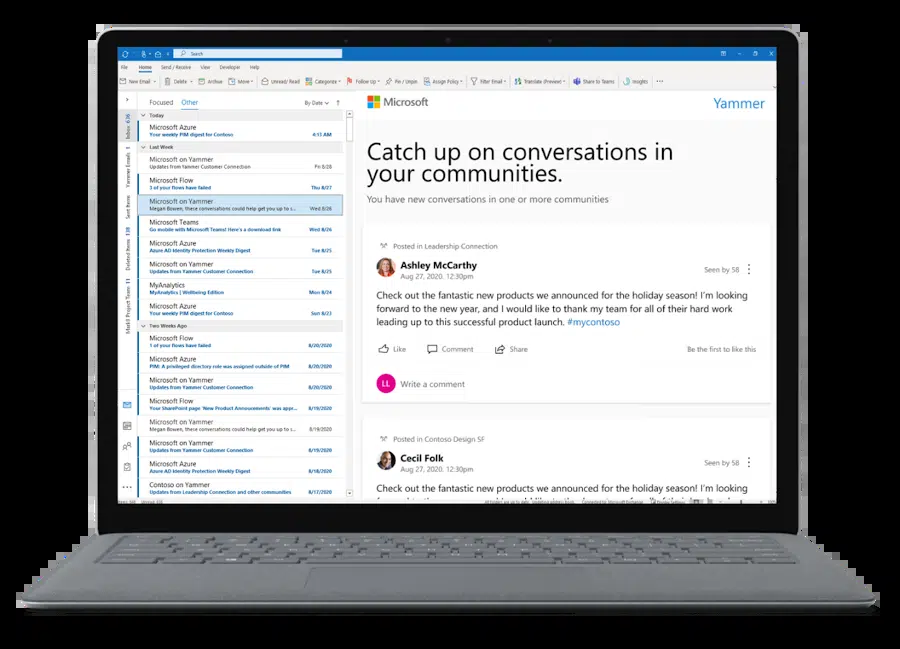 Search
File Home Send / Receive View Developer Help
New Email Delete Archive Move Unread/ Read Categorize Follow Up Pin / Unpin Assign Policy Filter Email Translate (Preview) Share to Teams Insights
Focused Other By Date
Today
Microsoft Azure
Your weekly PIM digest for Contoso 4:13 AM
Last Week
Microsoft on Yammer
Updates from Yammer Customer Connection Fri 8/28
Microsoft Flow
3 of your flows have failed Thu 8/27
Microsoft on Yammer
Megan Bowen, these conversations could help get you up to s... Wed 8/26
Microsoft Teams
Go mobile with Microsoft Teams! Here's a download link Wed 8/26
Microsoft Azure
Azure AD Identity Protection Weekly Digest Tue 8/25
Microsoft on Yammer
Updates from Yammer Customer Connection Tue 8/25
MyAnalytics
MyAnalytics | Wellbeing Edition Mon 8/24
Microsoft Azure
Your weekly PIM digest for Contoso Sun 8/23
Two Weeks Ago
Microsoft Flow
1 of your flows have failed 8/20/2020
Microsoft Azure
PIM: A privileged directory role was assigned outside of PIM 8/20/2020
Microsoft on Yammer
Updates from Yammer Customer Connection 8/20/2020
Microsoft Flow
Your SharePoint page 'New Product Announcements' was appr... 8/19/2020
Microsoft on Yammer
Megan Bowen, these conversations could help get you up to s... 8/19/2020
Microsoft on Yammer
Updates from Yammer Customer Connection 8/19/2020
Microsoft Azure
Azure AD Identity Protection Weekly Digest 8/18/2020
Contoso on Yammer
Updates from Leadership Connection and other communities 8/17/2020
Yammer Emails 1
Sent Items
Deleted Items 138
Mark8 Project Team 11
Microsoft Yammer
Catch up on conversations in
your communities.
You have new conversations in one or more communities
Posted in Leadership Connection
Ashley McCarthy
Aug 27, 2020. 12:30pm
Seen by 58
Check out the fantastic new products we announced for the holiday season! I'm looking
forward to the new year, and I would like to thank my team for all of their hard work
leading up to this successful product launch. #mycontoso
Like Comment Share Be the first to like this
LL Write a comment
Posted in Contoso Design SF
Cecil Folk
Aug 27, 2020. 12:30pm
Seen by 58
Check out the fantastic new products we announced for the holiday season! I'm looking